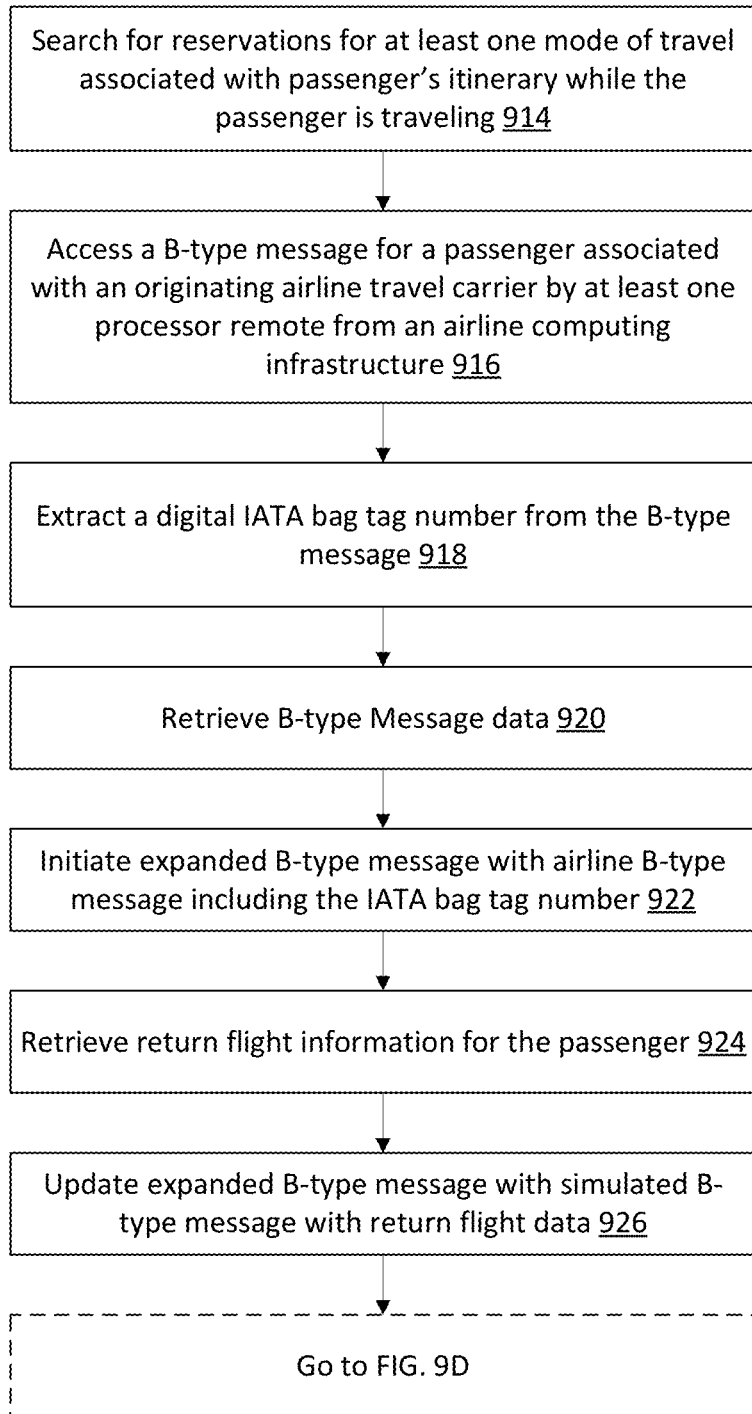 Search for reservations for at least one mode of travel
associated with passenger's itinerary while the
passenger is traveling 914
Access a B-type message for a passenger associated
with an originating airline travel carrier by at least one
processor remote from an airline computing
infrastructure 916
Extract a digital IATA bag tag number from the B-type
message 918
Retrieve B-type Message data 920
Initiate expanded B-type message with airline B-type
message including the IATA bag tag number 922
Retrieve return flight information for the passenger 924
Update expanded B-type message with simulated B-
type message with return flight data 926
Go to FIG. 9D